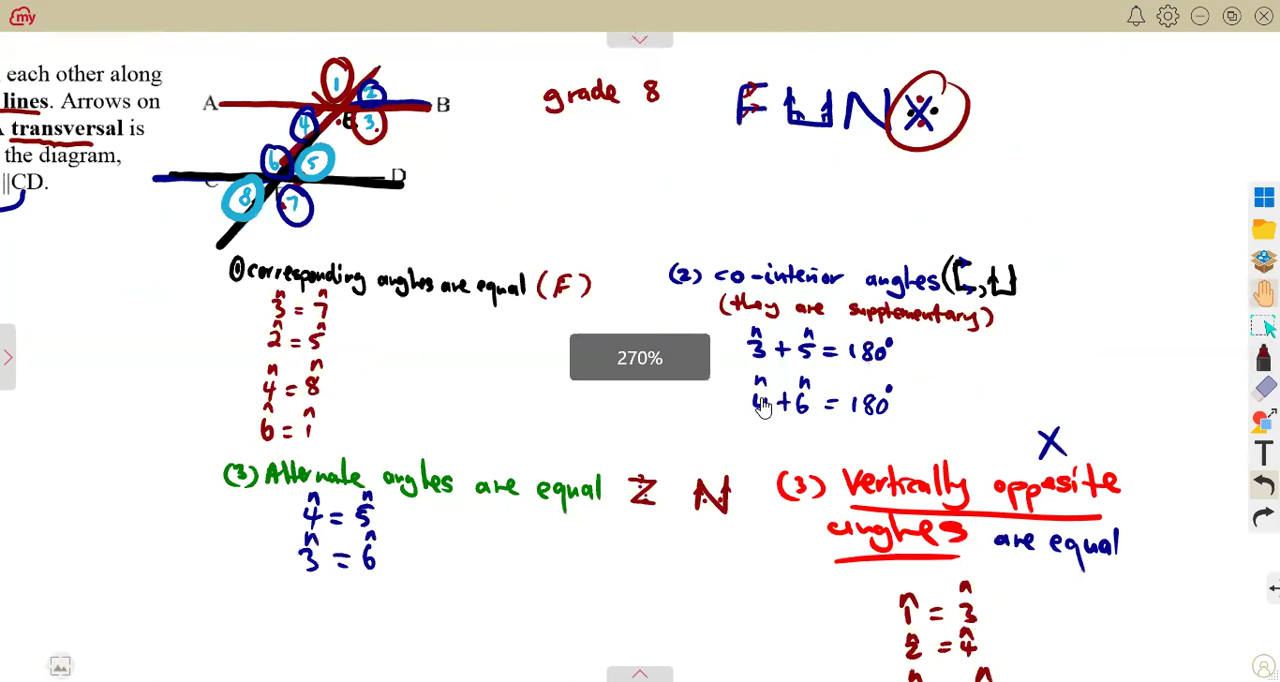 my
each other along
lines. Arrows on
transversal is
the diagram,
||CD.
A
B
1
2
3
4
E
6
5
C
D
8
7
grade 8
F U N X
① corresponding angles are equal (F)
3̂ = 7̂
2̂ = 5̂
4̂ = 8̂
6̂ = 1̂
(2) co-interior angles ([, ])
(they are supplementary)
3̂ + 5̂ = 180°
4̂ + 6̂ = 180°
270%
(3) Alternate angles are equal Z N
4̂ = 5̂
3̂ = 6̂
X
(3) Vertically opposite
angles are equal
1̂ = 3̂
2̂ = 4̂
T